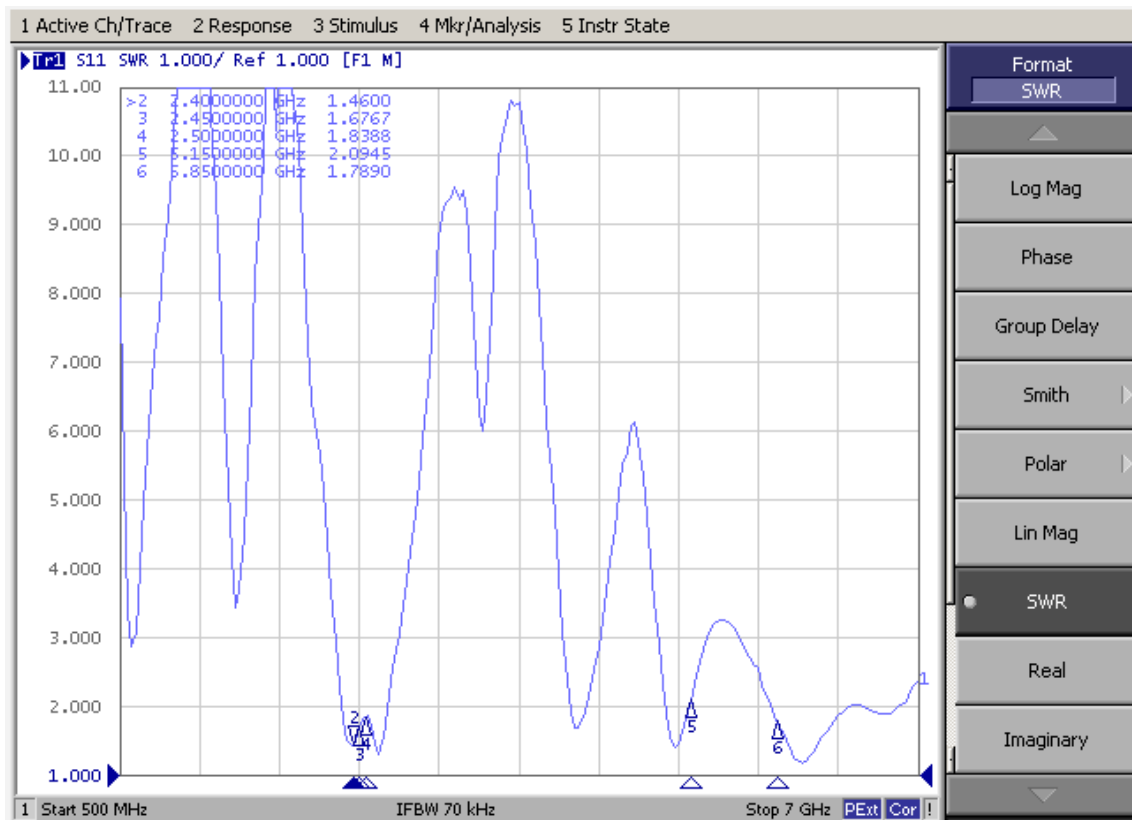 1 Active Ch/Trace 2 Response 3 Stimulus 4 Mkr/Analysis 5 Instr State
Tr1 S11 SWR 1.000/ Ref 1.000 [F1 M]
11.00
10.00
9.000
8.000
7.000
6.000
5.000
4.000
3.000
2.000
1.000
>2 2.4000000 GHz 1.4600
3 2.4500000 GHz 1.6767
4 2.5000000 GHz 1.8388
5 5.1500000 GHz 2.0945
6 5.8500000 GHz 1.7890
2
3
4
5
6
1
1 Start 500 MHz IFBW 70 kHz Stop 7 GHz PExt Cor !
Format
SWR
Log Mag
Phase
Group Delay
Smith
Polar
Lin Mag
SWR
Real
Imaginary